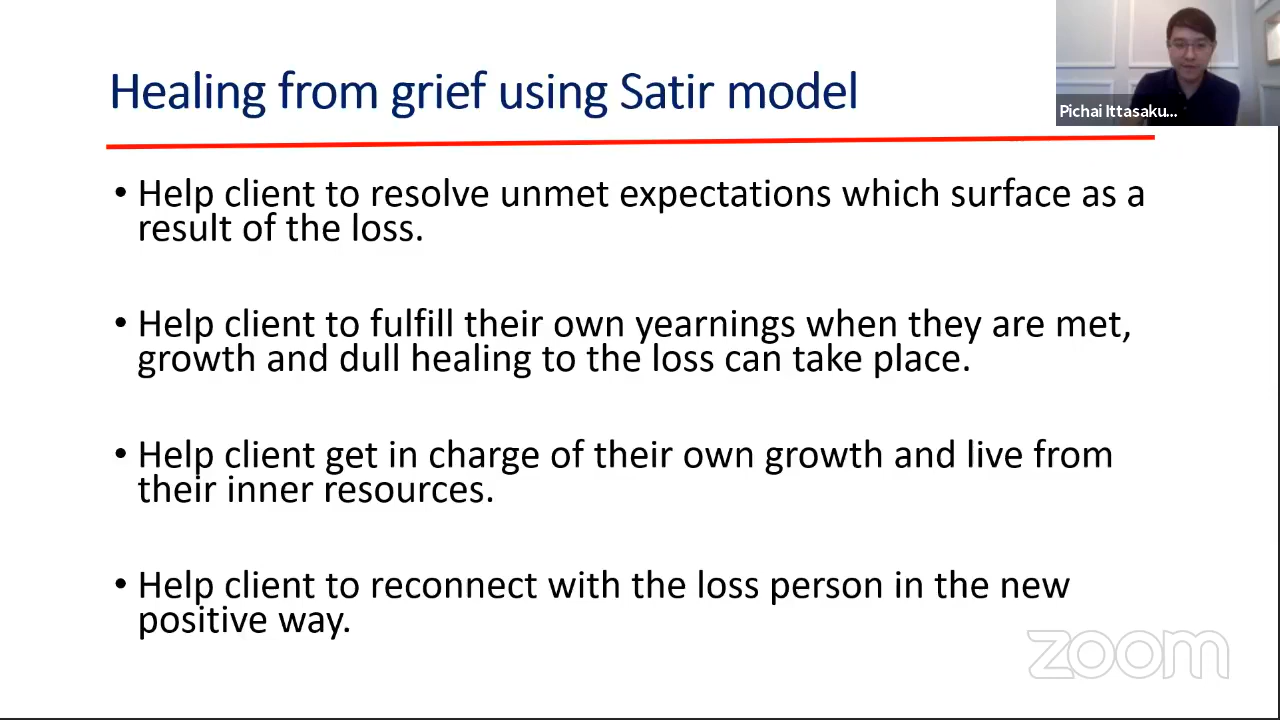 Healing from grief using Satir model
Pichai Ittasaku...
• Help client to resolve unmet expectations which surface as a
result of the loss.
• Help client to fulfill their own yearnings when they are met,
growth and dull healing to the loss can take place.
• Help client get in charge of their own growth and live from
their inner resources.
• Help client to reconnect with the loss person in the new
positive way.
zoom